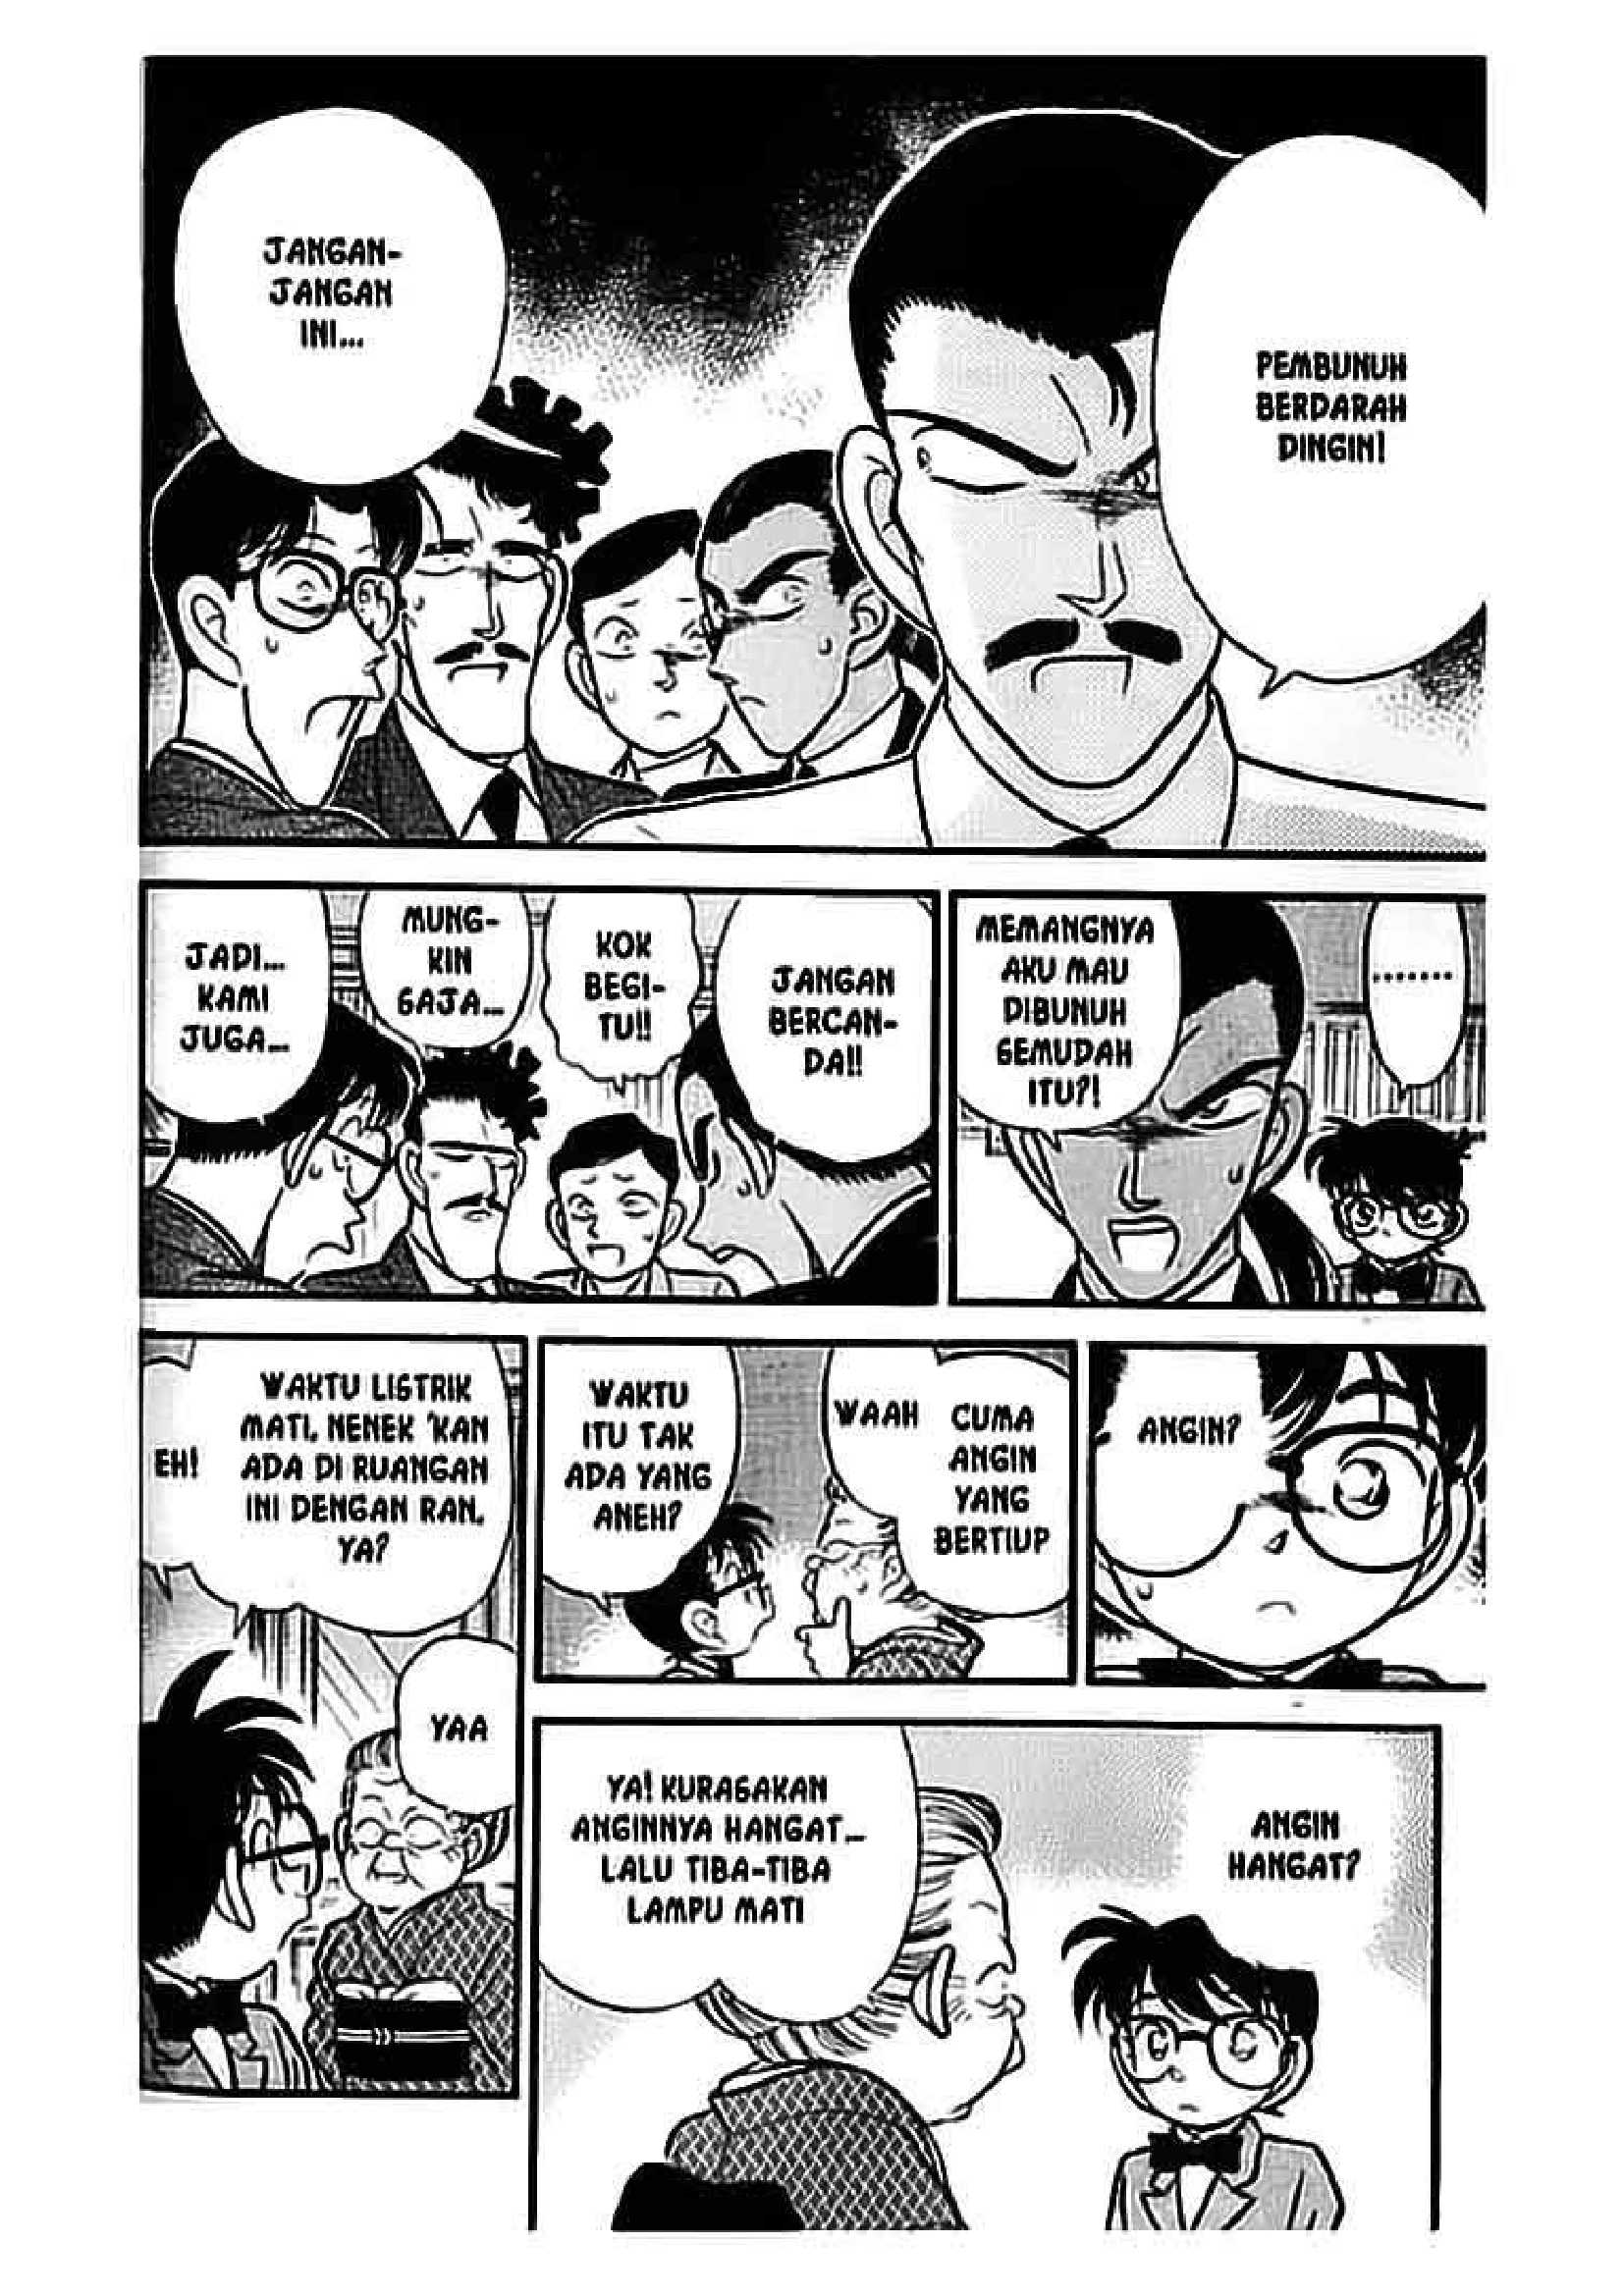 JANGAN-
JANGAN
INI...
PEMBUNUH
BERDARAH
DINGIN!
JADI...
KAMI
JUGA...
MUNG-
KIN
SAJA...
KOK
BEGI-
TU!!
JANGAN
BERCAN-
DA!!
MEMANGNYA
AKU MAU
DIBUNUH
SEMUDAH
ITU?!
........
EH!
WAKTU LISTRIK
MATI, NENEK 'KAN
ADA DI RUANGAN
INI DENGAN RAN,
YA?
YAA
WAKTU
ITU TAK
ADA YANG
ANEH?
WAAH
CUMA
ANGIN
YANG
BERTIUP
ANGIN?
YA! KURASAKAN
ANGINNYA HANGAT...
LALU TIBA-TIBA
LAMPU MATI
ANGIN
HANGAT?